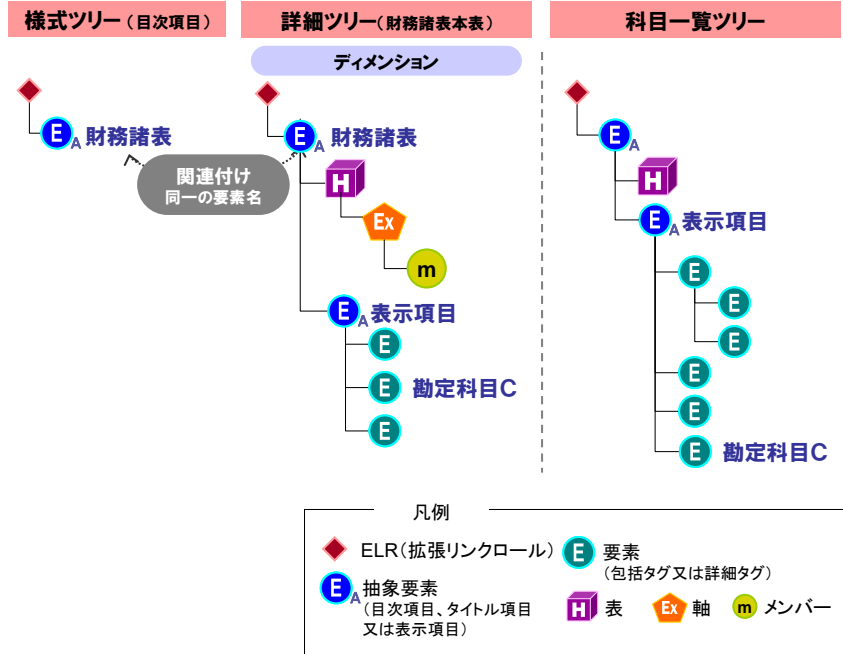 様式ツリー(目次項目)
詳細ツリー(財務諸表本表)
科目一覧ツリー
ディメンション
E
A
財務諸表
関連付け
同一の要素名
E
A
財務諸表
H
Ex
m
E
A
表示項目
E
E
勘定科目C
E
E
A
H
E
A
表示項目
E
E
E
E
E
E
勘定科目C
凡例
ELR(拡張リンクロール)
E
要素
(包括タグ又は詳細タグ)
E
A
抽象要素
(目次項目、タイトル項目
又は表示項目)
H
表
Ex
軸
m
メンバー